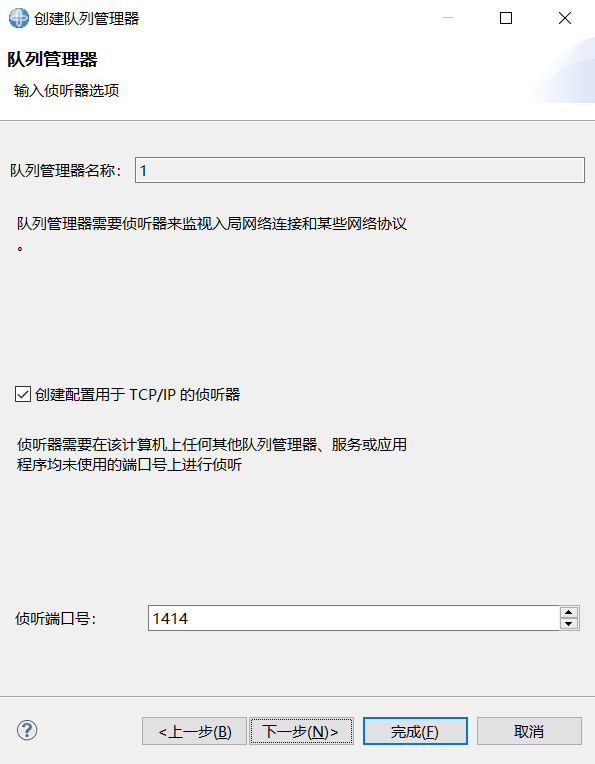 创建队列管理器
队列管理器
输入侦听器选项
队列管理器名称： 1
队列管理器需要侦听器来监视入局网络连接和某些网络协议
。
创建配置用于 TCP/IP 的侦听器
侦听器需要在该计算机上任何其他队列管理器、服务或应用
程序均未使用的端口号上进行侦听
侦听端口号： 1414
? <上一步(B) 下一步(N)> 完成(F) 取消